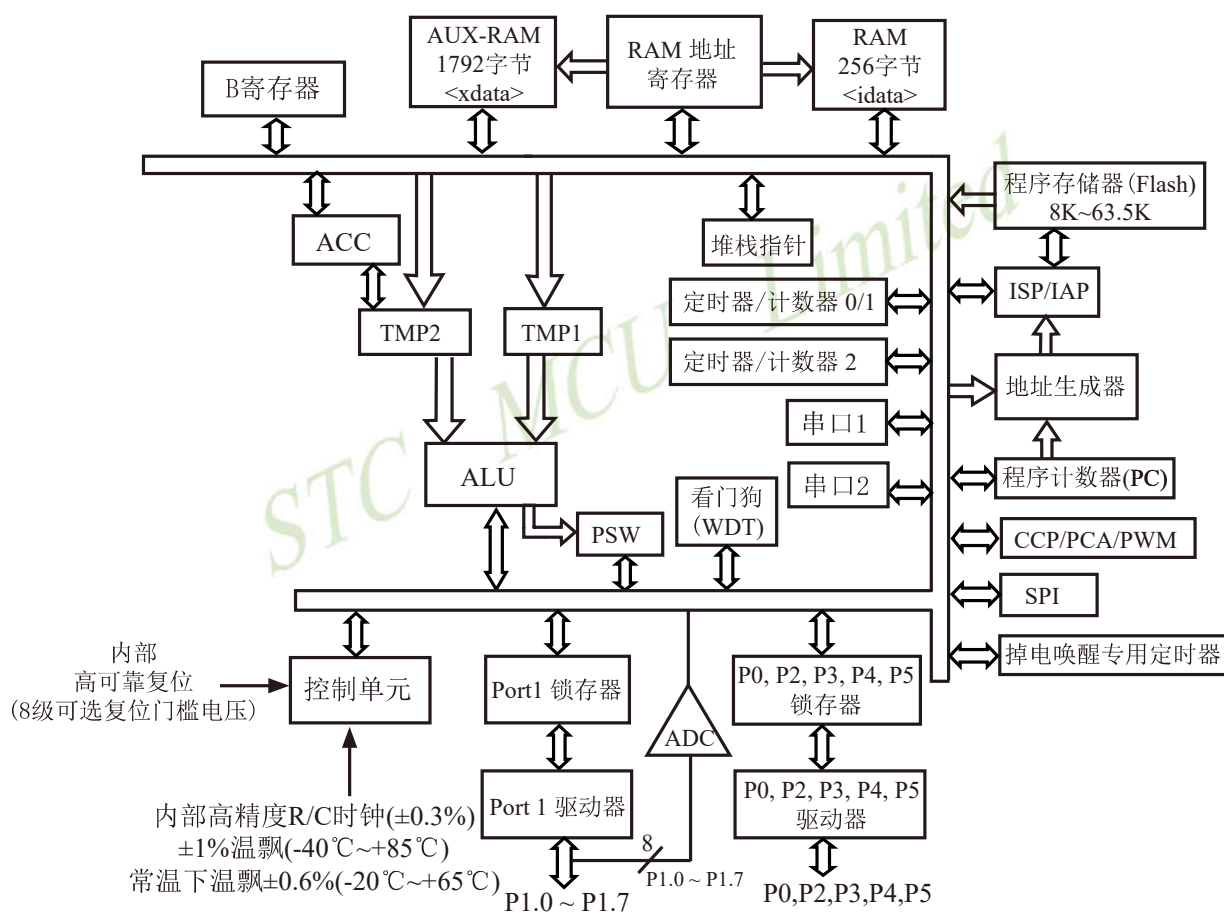 AUX-RAM
1792字节
<xdata>
RAM 地址
寄存器
RAM
256字节
<idata>
B寄存器
程序存储器(Flash)
8K~63.5K
ACC
堆栈指针
ISP/IAP
定时器/计数器 0/1
TMP2
TMP1
定时器/计数器 2
地址生成器
串口1
ALU
串口2
程序计数器(PC)
看门狗
(WDT)
PSW
CCP/PCA/PWM
SPI
掉电唤醒专用定时器
内部
高可靠复位
(8级可选复位门槛电压)
控制单元
Port1 锁存器
P0, P2, P3, P4, P5
锁存器
ADC
Port 1 驱动器
P0, P2, P3, P4, P5
驱动器
内部高精度R/C时钟(±0.3%)
±1%温飘(-40℃~+85℃)
常温下温飘±0.6%(-20℃~+65℃)
8
P1.0 ~ P1.7
P1.0 ~ P1.7
P0,P2,P3,P4,P5
STC MCU Limited